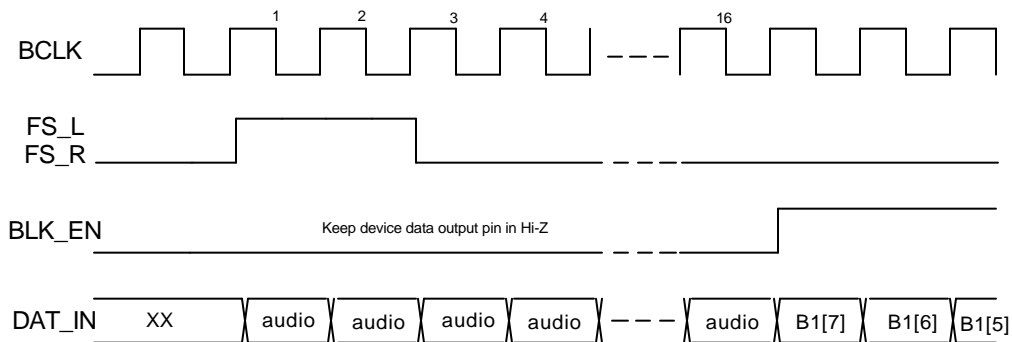 1 2 3 4 16
BCLK
FS_L
FS_R
BLK_EN
Keep device data output pin in Hi-Z
DAT_IN XX audio audio audio audio audio B1[7] B1[6] B1[5]